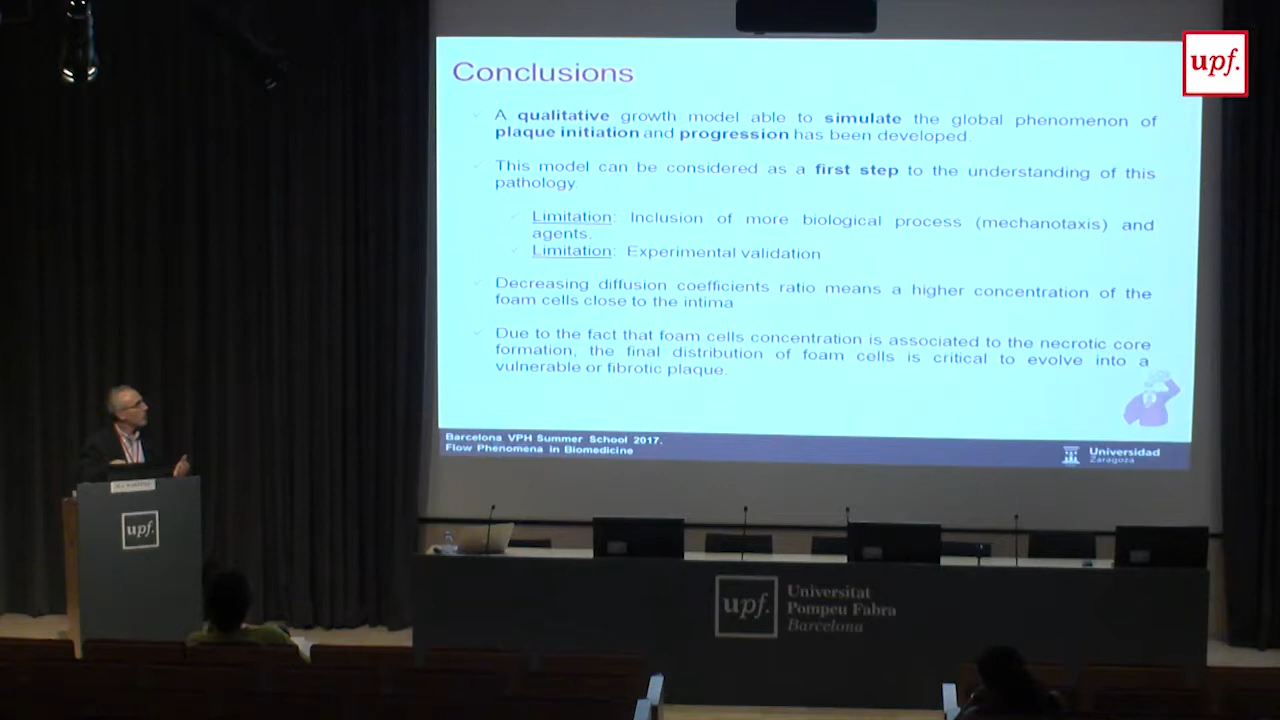 upf.
Conclusions
A qualitative growth model able to simulate the global phenomenon of
plaque initiation and progression has been developed.
This model can be considered as a first step to the understanding of this
pathology.
Limitation: Inclusion of more biological process (mechanotaxis) and
agents.
Limitation: Experimental validation
Decreasing diffusion coefficients ratio means a higher concentration of the
foam cells close to the intima
Due to the fact that foam cells concentration is associated to the necrotic core
formation, the final distribution of foam cells is critical to evolve into a
vulnerable or fibrotic plaque.
Barcelona VPH Summer School 2017.
Flow Phenomena in Biomedicine
Universidad
Zaragoza
upf.
upf.
Universitat
Pompeu Fabra
Barcelona